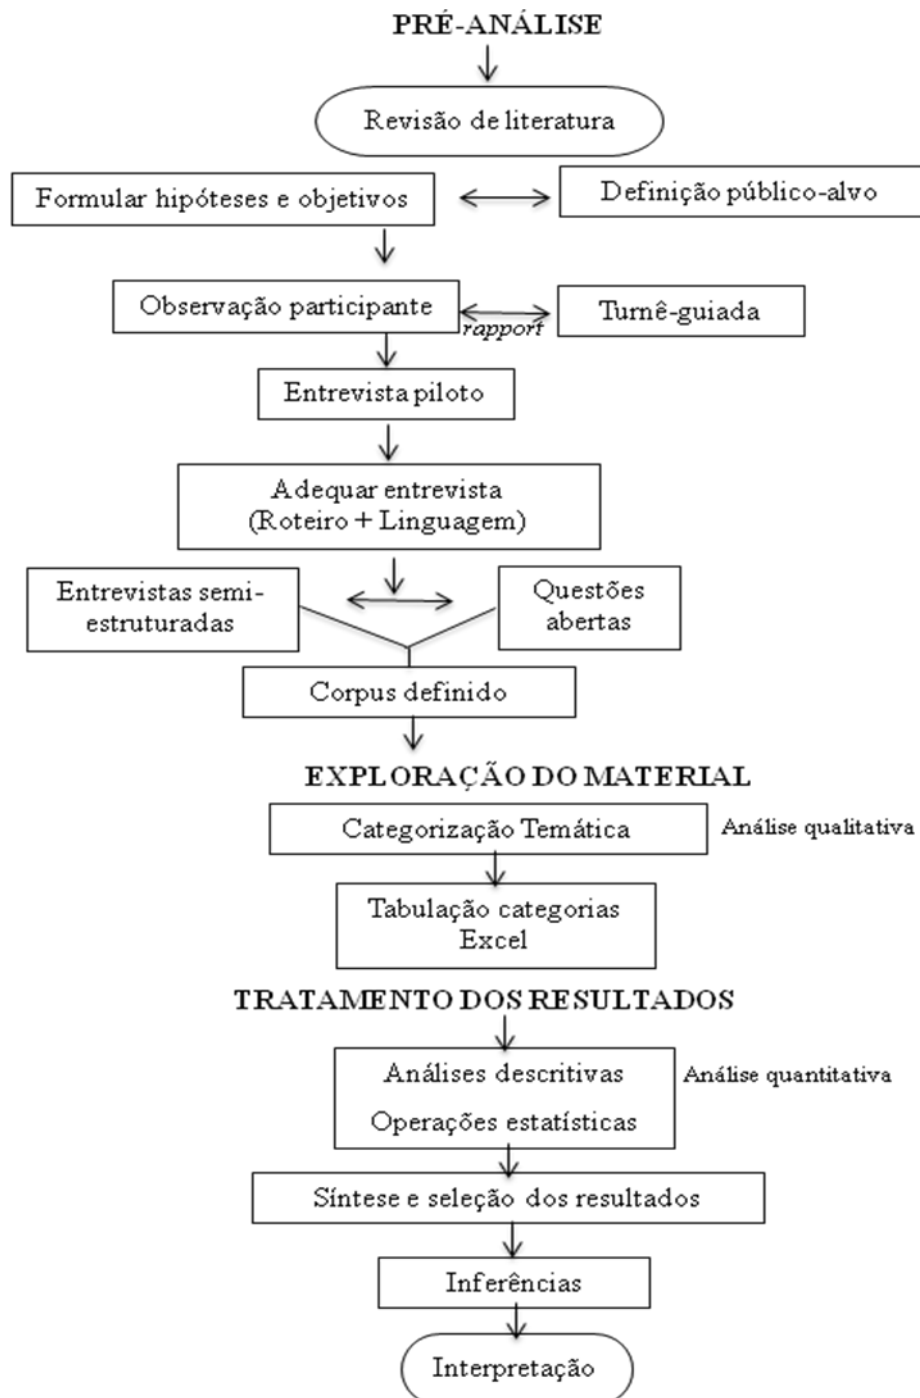 PRÉ-ANÁLISE
Revisão de literatura
Formular hipóteses e objetivos
Definição público-alvo
Observação participante
rapport
Turnê-guiada
Entrevista piloto
Adequar entrevista
(Roteiro + Linguagem)
Entrevistas semi-
estruturadas
Questões
abertas
Corpus definido
EXPLORAÇÃO DO MATERIAL
Categorização Temática
Análise qualitativa
Tabulação categorias
Excel
TRATAMENTO DOS RESULTADOS
Análises descritivas
Análise quantitativa
Operações estatísticas
Síntese e seleção dos resultados
Inferências
Interpretação